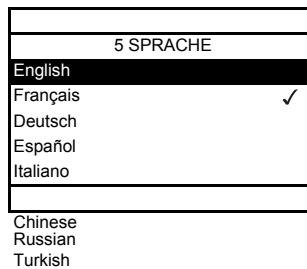 5 SPRACHE
English
Français
Deutsch
Español
Italiano
Chinese
Russian
Turkish